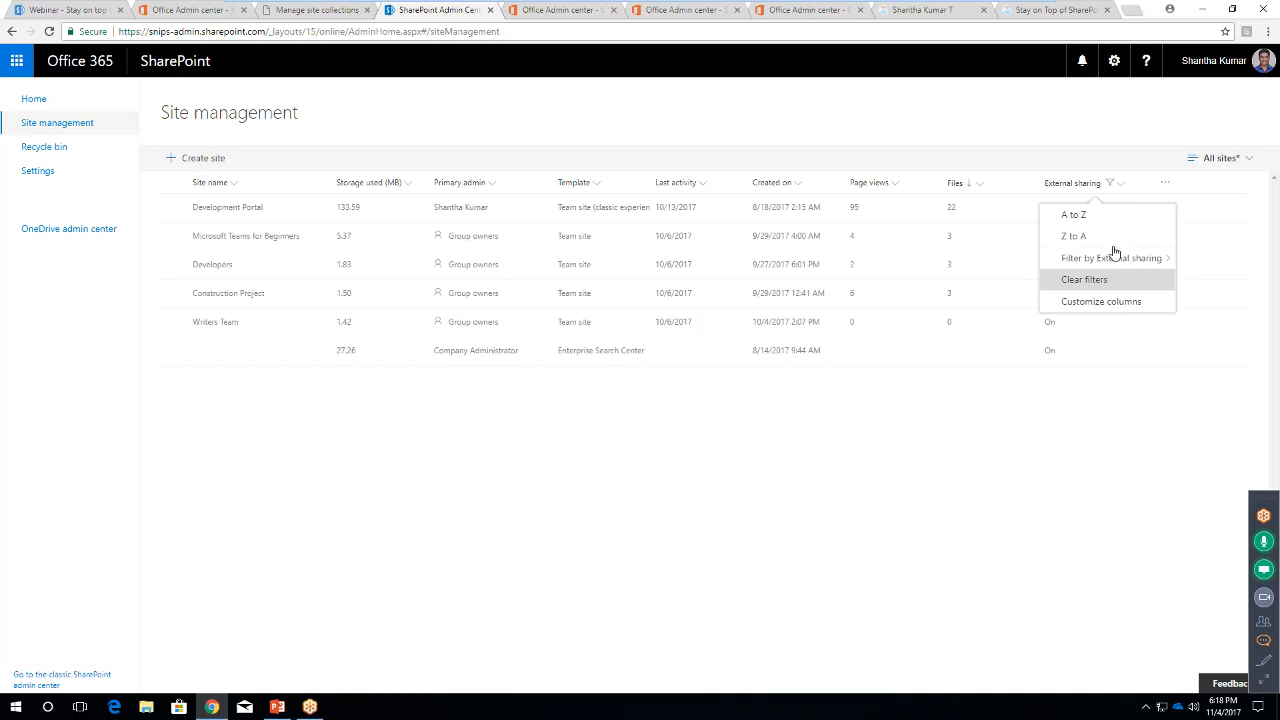 Webinar - Stay on top
Office Admin center - H
Manage site collections
SharePoint Admin Cent
Office Admin center - S
Office Admin center - S
Office Admin center - S
Shantha Kumar T
Stay on Top of SharePo
Secure https://snips-admin.sharepoint.com/_layouts/15/online/AdminHome.aspx#/siteManagement
Office 365 SharePoint Shantha Kumar
Home
Site management
Recycle bin
Settings
OneDrive admin center
Site management
Create site All sites*
Site name Storage used (MB) Primary admin Template Last activity Created on Page views Files External sharing
Development Portal 133.59 Shantha Kumar Team site (classic experien 10/13/2017 8/18/2017 2:15 AM 95 22
Microsoft Teams for Beginners 5.37 Group owners Team site 10/6/2017 9/29/2017 4:00 AM 4 3
Developers 1.83 Group owners Team site 10/6/2017 9/27/2017 6:01 PM 2 3
Construction Project 1.50 Group owners Team site 10/6/2017 9/29/2017 12:41 AM 6 3
Writers Team 1.42 Group owners Team site 10/6/2017 10/4/2017 2:07 PM 0 0 On
27.26 Company Administrator Enterprise Search Center 8/14/2017 9:44 AM On
A to Z
Z to A
Filter by External sharing
Clear filters
Customize columns
Go to the classic SharePoint
admin center
Feedbac
6:18 PM
11/4/2017